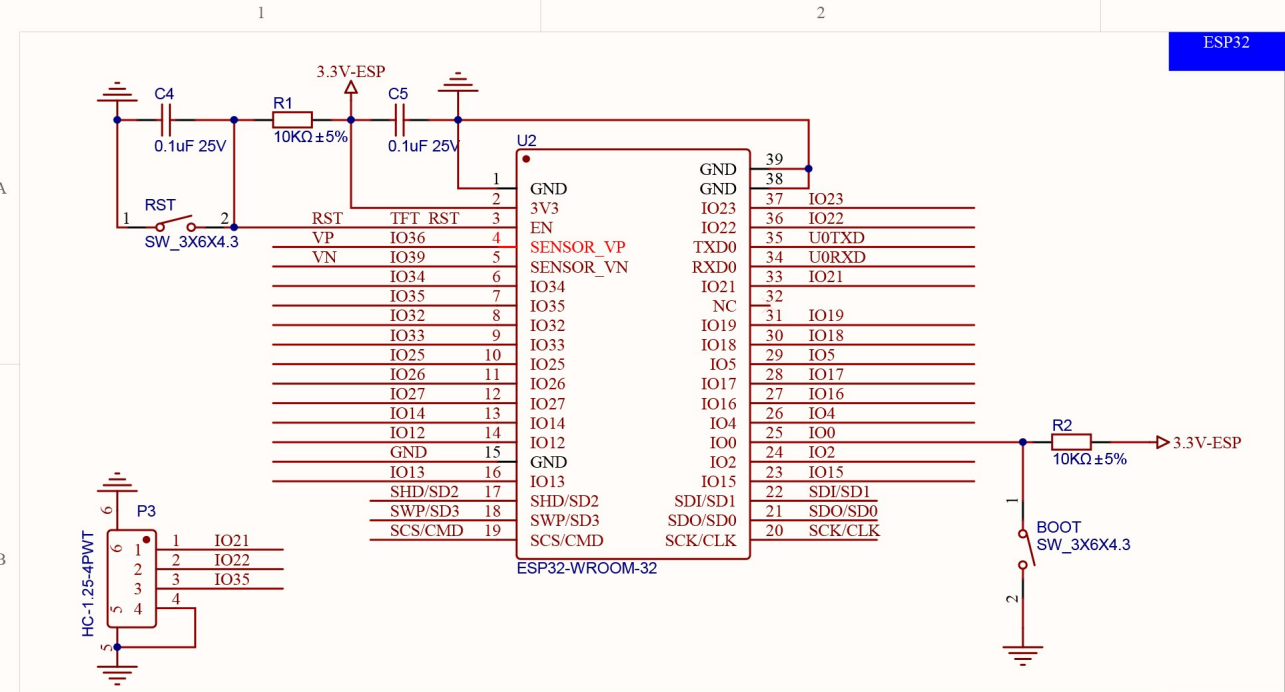 1 2
ESP32
3.3V-ESP
C4 R1 C5
10KΩ±5%
0.1uF 25V 0.1uF 25V
U2
A
RST
1 2
SW_3X6X4.3
1 GND
2 3V3
RST TFT_RST 3 EN
VP IO36 4 SENSOR_VP
VN IO39 5 SENSOR_VN
IO34 6 IO34
IO35 7 IO35
IO32 8 IO32
IO33 9 IO33
IO25 10 IO25
IO26 11 IO26
IO27 12 IO27
IO14 13 IO14
IO12 14 IO12
GND 15 GND
IO13 16 IO13
SHD/SD2 17 SHD/SD2
SWP/SD3 18 SWP/SD3
SCS/CMD 19 SCS/CMD
GND 39
GND 38
IO23 37 IO23
IO22 36 IO22
TXD0 35 U0TXD
RXD0 34 U0RXD
IO21 33 IO21
NC 32
IO19 31 IO19
IO18 30 IO18
IO5 29 IO5
IO17 28 IO17
IO16 27 IO16
IO4 26 IO4
IO0 25 IO0
IO2 24 IO2
IO15 23 IO15
SDI/SD1 22 SDI/SD1
SDO/SD0 21 SDO/SD0
SCK/CLK 20 SCK/CLK
ESP32-WROOM-32
R2
10KΩ±5%
3.3V-ESP
1
BOOT
SW_3X6X4.3
2
B
6
P3
HC-1.25-4PWT
6
1 1 IO21
2 2 IO22
3 3 IO35
4 4
5
5